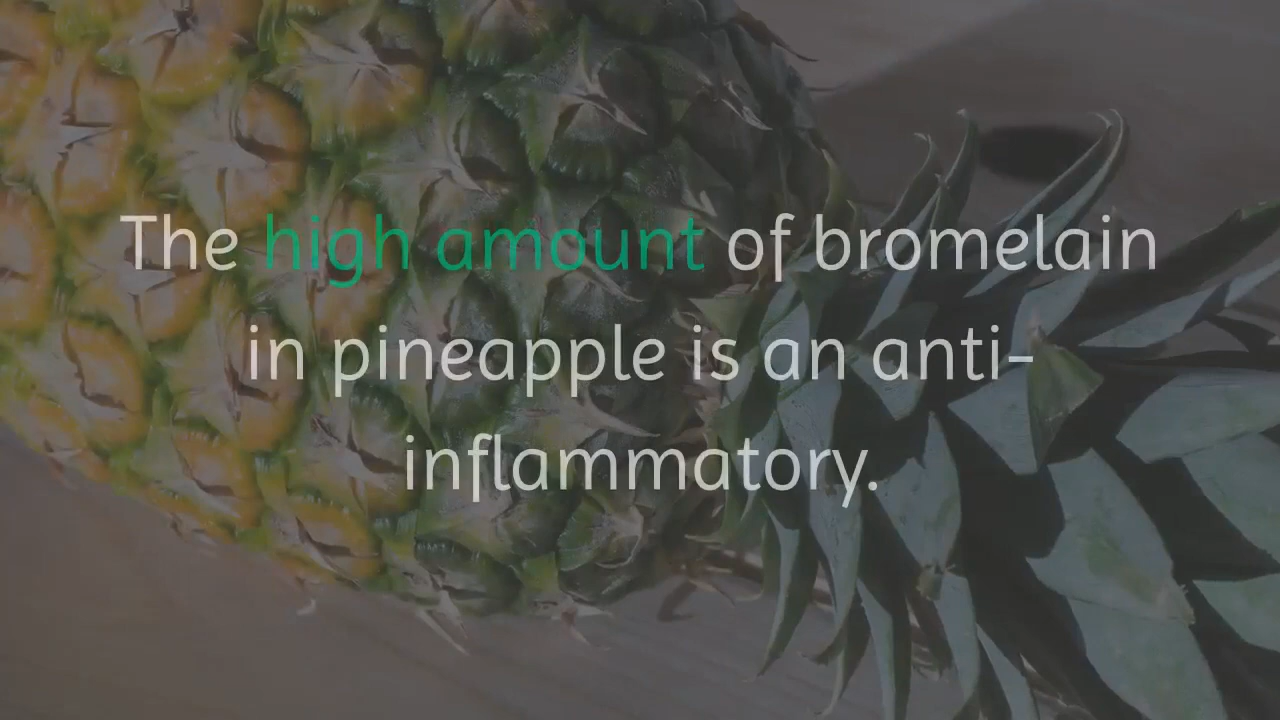 The high amount of bromelain
in pineapple is an anti-
inflammatory.